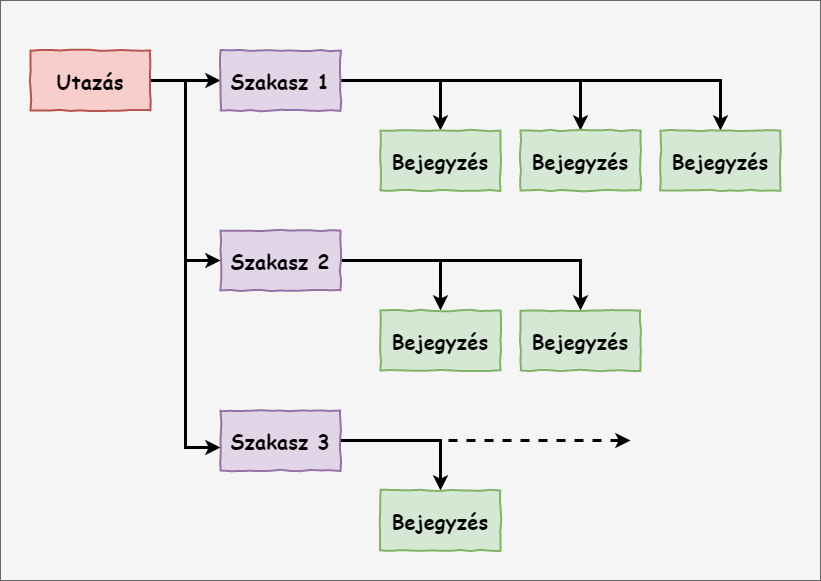 Utazás
Szakasz 1
Bejegyzés
Bejegyzés
Bejegyzés
Szakasz 2
Bejegyzés
Bejegyzés
Szakasz 3
Bejegyzés